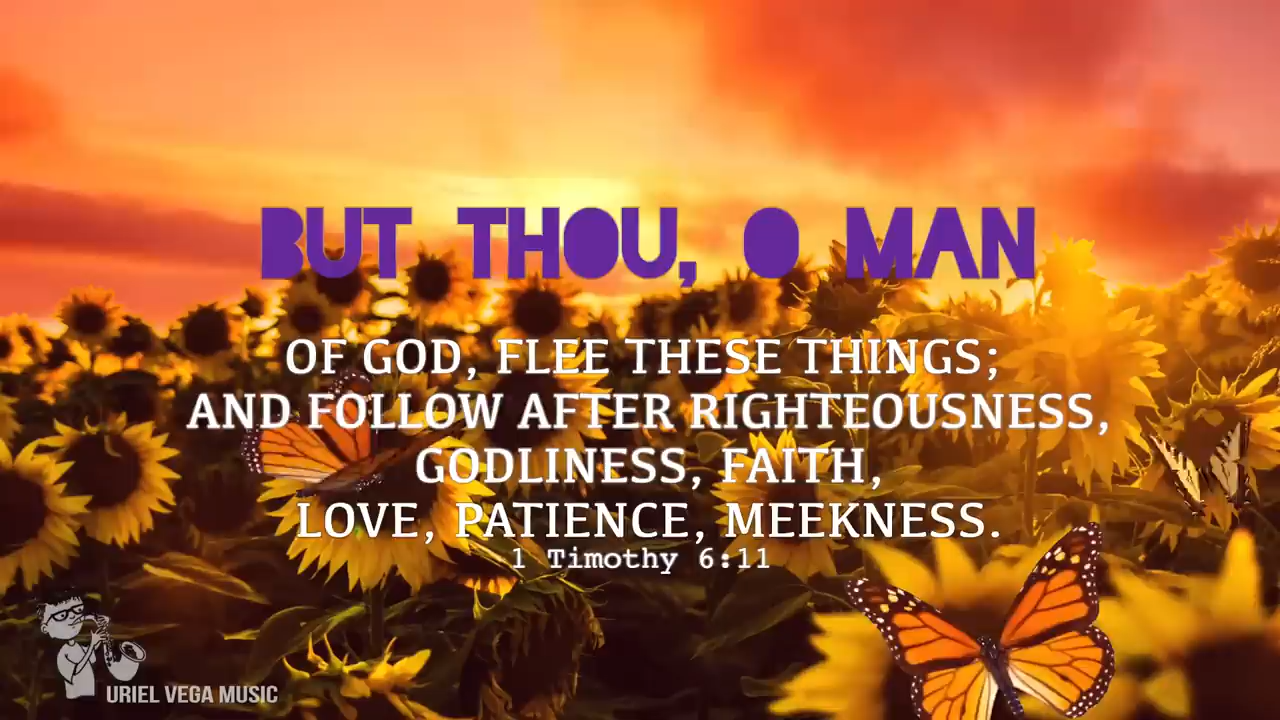 BUT THOU, O MAN
OF GOD, FLEE THESE THINGS;
AND FOLLOW AFTER RIGHTEOUSNESS,
GODLINESS, FAITH,
LOVE, PATIENCE, MEEKNESS.
1 Timothy 6:11
URIEL VEGA MUSIC